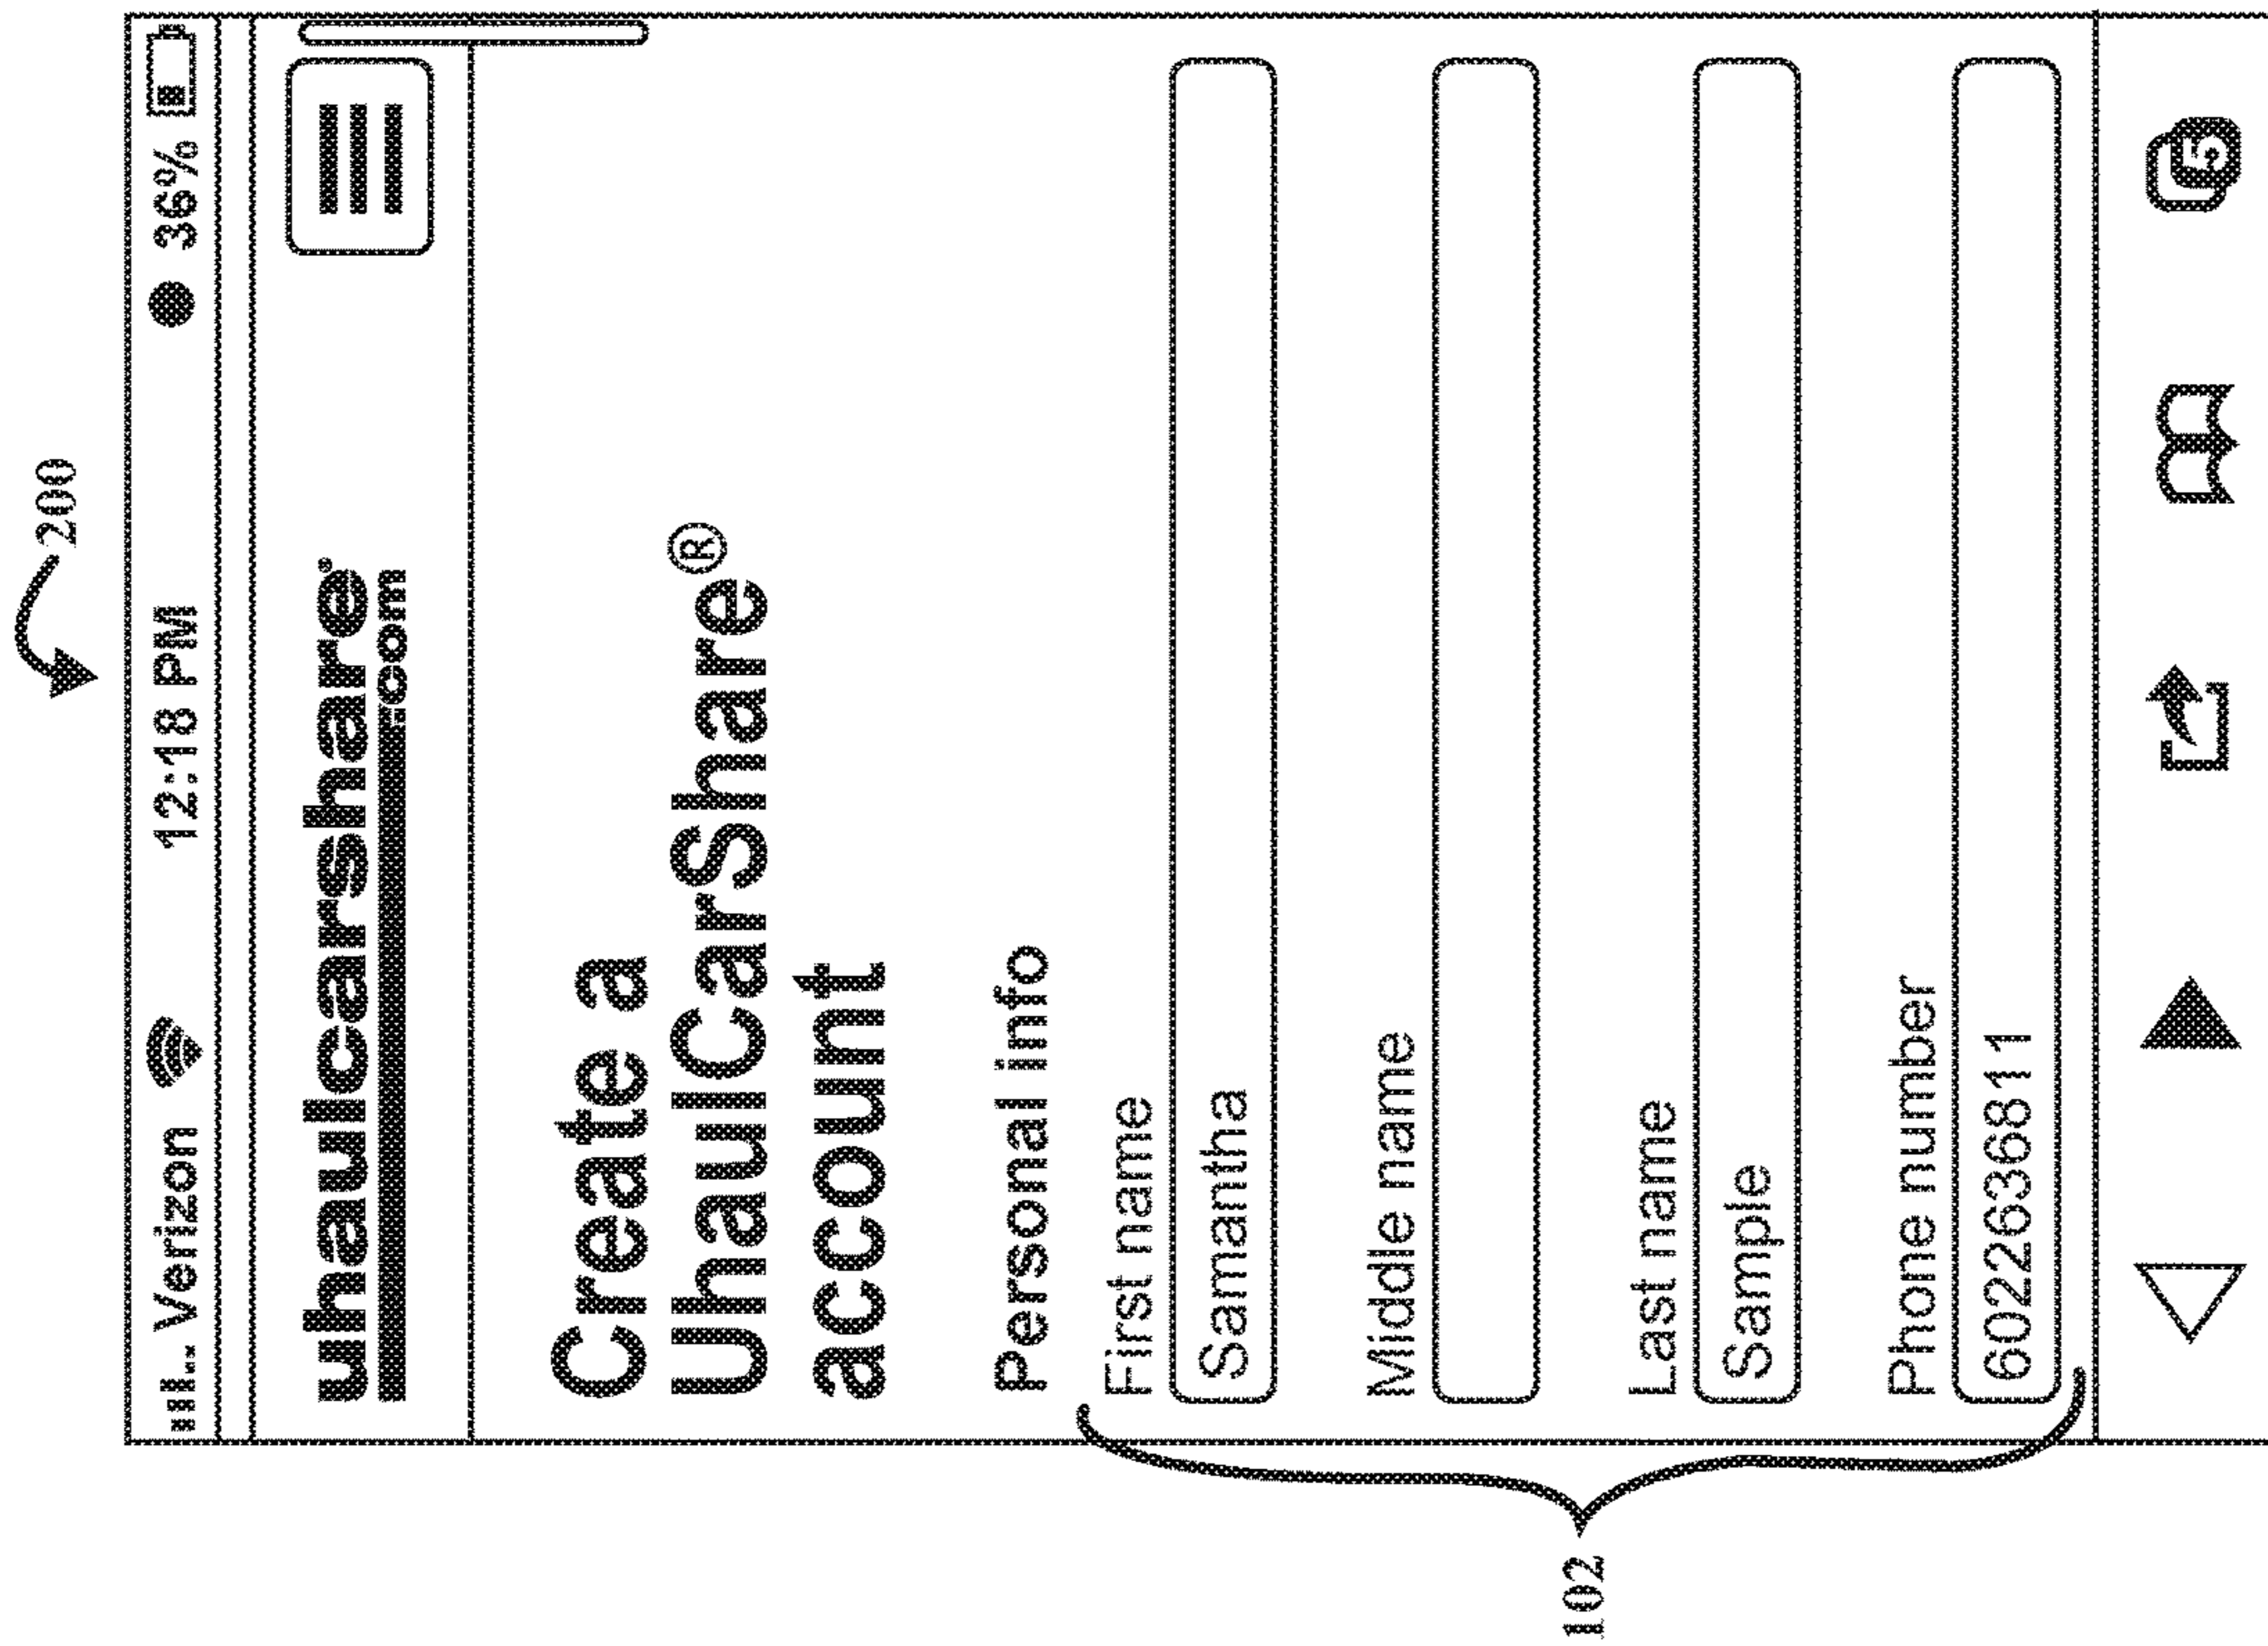 200
Verizon 12:18 PM 36%
uhaulcarshare®
.com
Create a
UhaulCarShare®
account
Personal info
First name
Samantha
Middle name
Last name
Sample
Phone number
6022636811
102
5